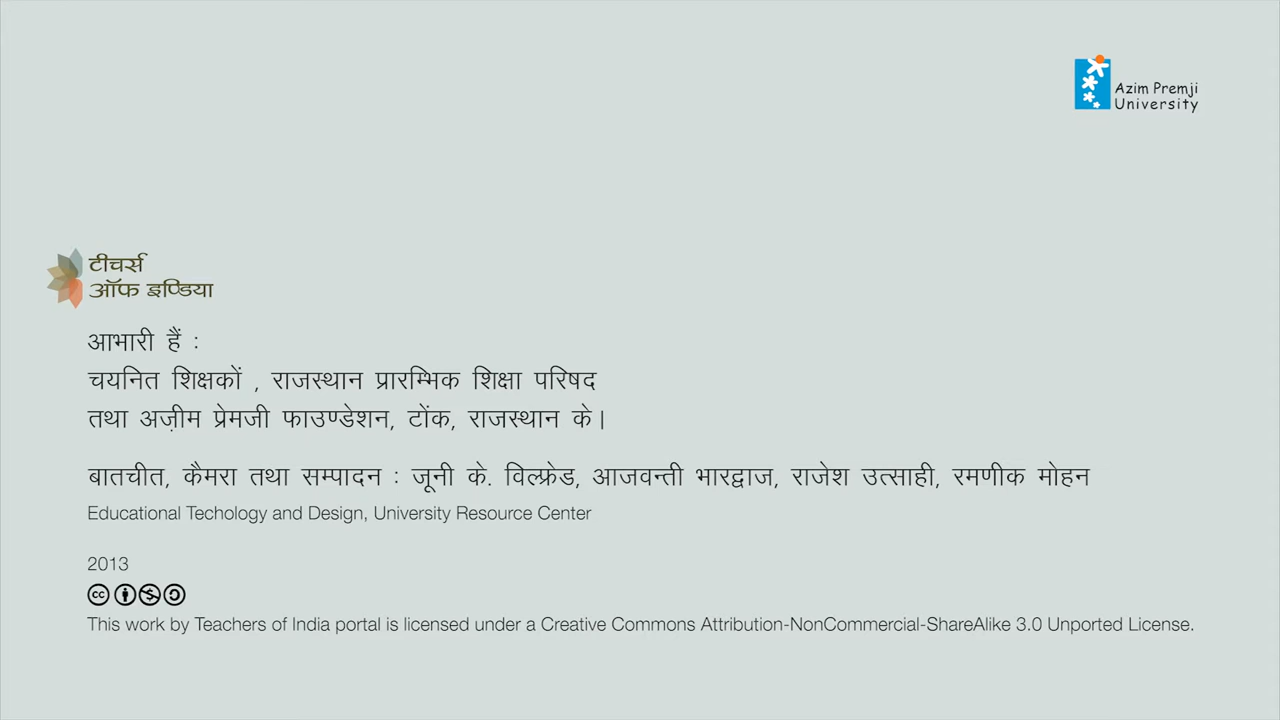 Azim Premji
University
टीचर्स
ऑफ इण्डिया
आभारी हैं :
चयनित शिक्षकों , राजस्थान प्रारम्भिक शिक्षा परिषद
तथा अज़ीम प्रेमजी फाउण्डेशन, टोंक, राजस्थान के।
बातचीत, कैमरा तथा सम्पादन : जूनी के. विल्फ्रेड, आजवन्ती भारद्वाज, राजेश उत्साही, रमणीक मोहन
Educational Techology and Design, University Resource Center
2013
cc
This work by Teachers of India portal is licensed under a Creative Commons Attribution-NonCommercial-ShareAlike 3.0 Unported License.